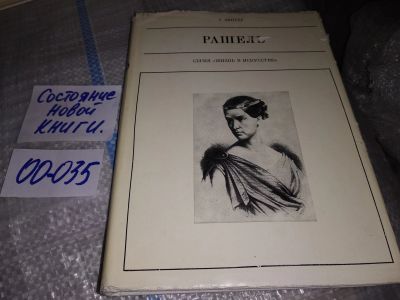 РАШЕЛЬ
СЕРИЯ «ЖИЗНЬ В ИСКУССТВЕ»
Состояние
новой
книги.
00-035